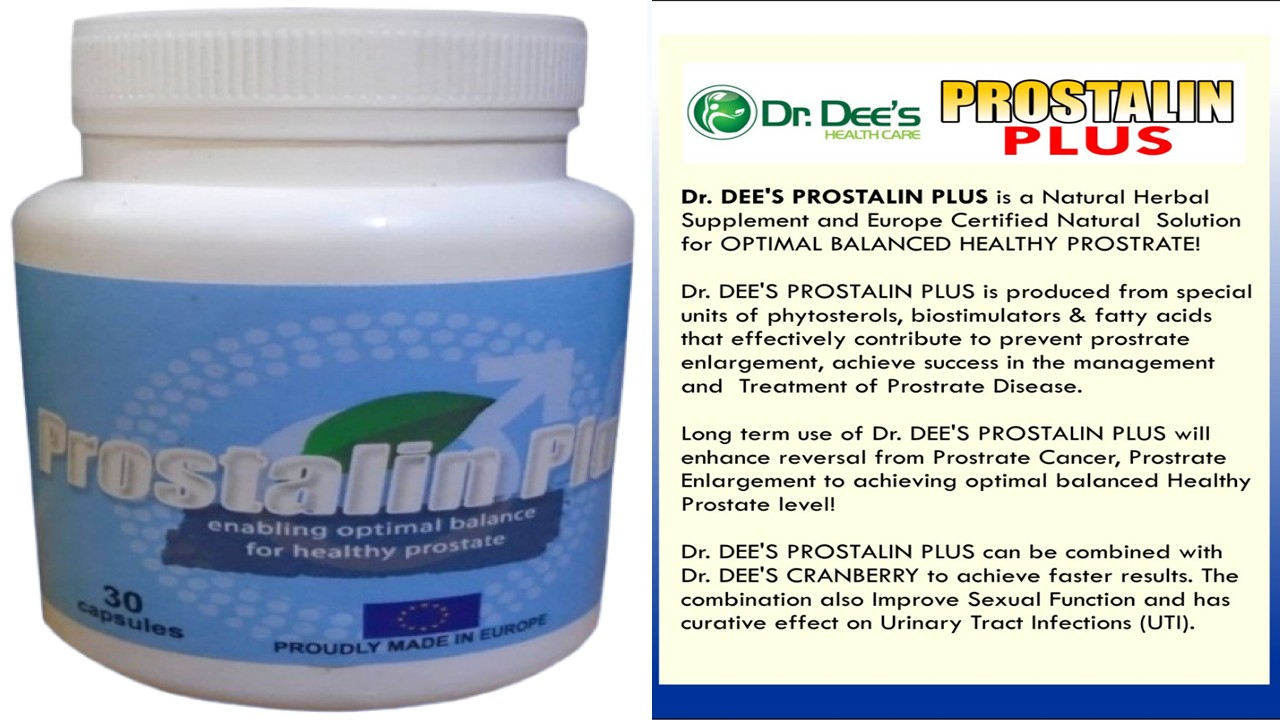 Prostalin Plu
enabling optimal balance
for healthy prostate
30
capsules
PROUDLY MADE IN EUROPE
Dr. Dee's
HEALTH CARE
PROSTALIN
PLUS
Dr. DEE'S PROSTALIN PLUS is a Natural Herbal
Supplement and Europe Certified Natural Solution
for OPTIMAL BALANCED HEALTHY PROSTRATE!
Dr. DEE'S PROSTALIN PLUS is produced from special
units of phytosterols, biostimulators & fatty acids
that effectively contribute to prevent prostrate
enlargement, achieve success in the management
and Treatment of Prostrate Disease.
Long term use of Dr. DEE'S PROSTALIN PLUS will
enhance reversal from Prostrate Cancer, Prostrate
Enlargement to achieving optimal balanced Healthy
Prostate level!
Dr. DEE'S PROSTALIN PLUS can be combined with
Dr. DEE'S CRANBERRY to achieve faster results. The
combination also Improve Sexual Function and has
curative effect on Urinary Tract Infections (UTI).